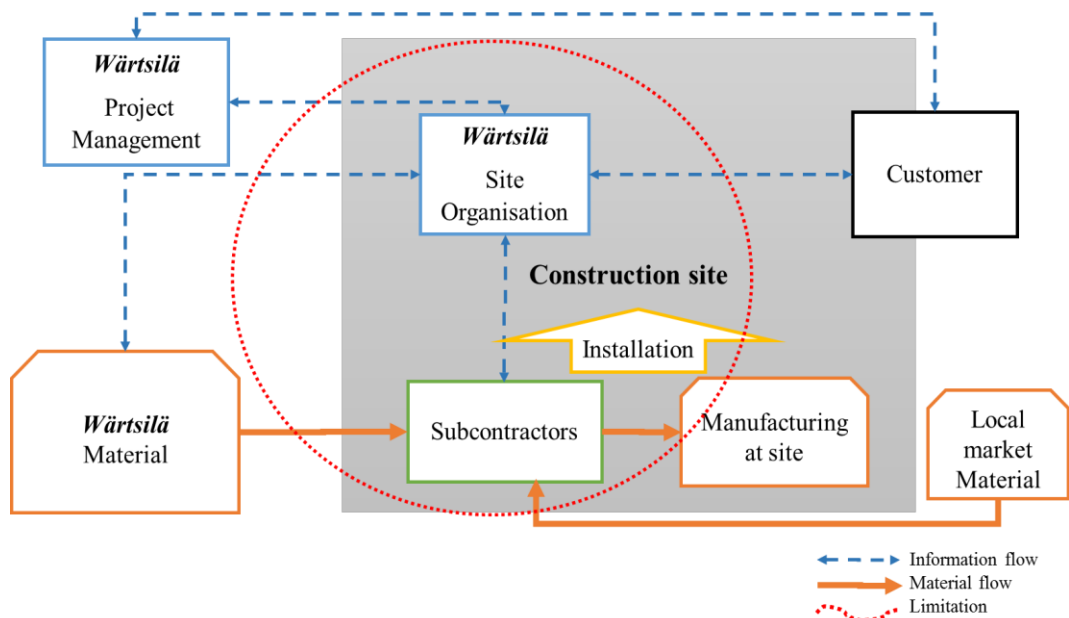 Wärtsilä
Project
Management
Wärtsilä
Site
Organisation
Customer
Construction site
Installation
Wärtsilä
Material
Subcontractors
Manufacturing
at site
Local
market
Material
Information flow
Material flow
Limitation